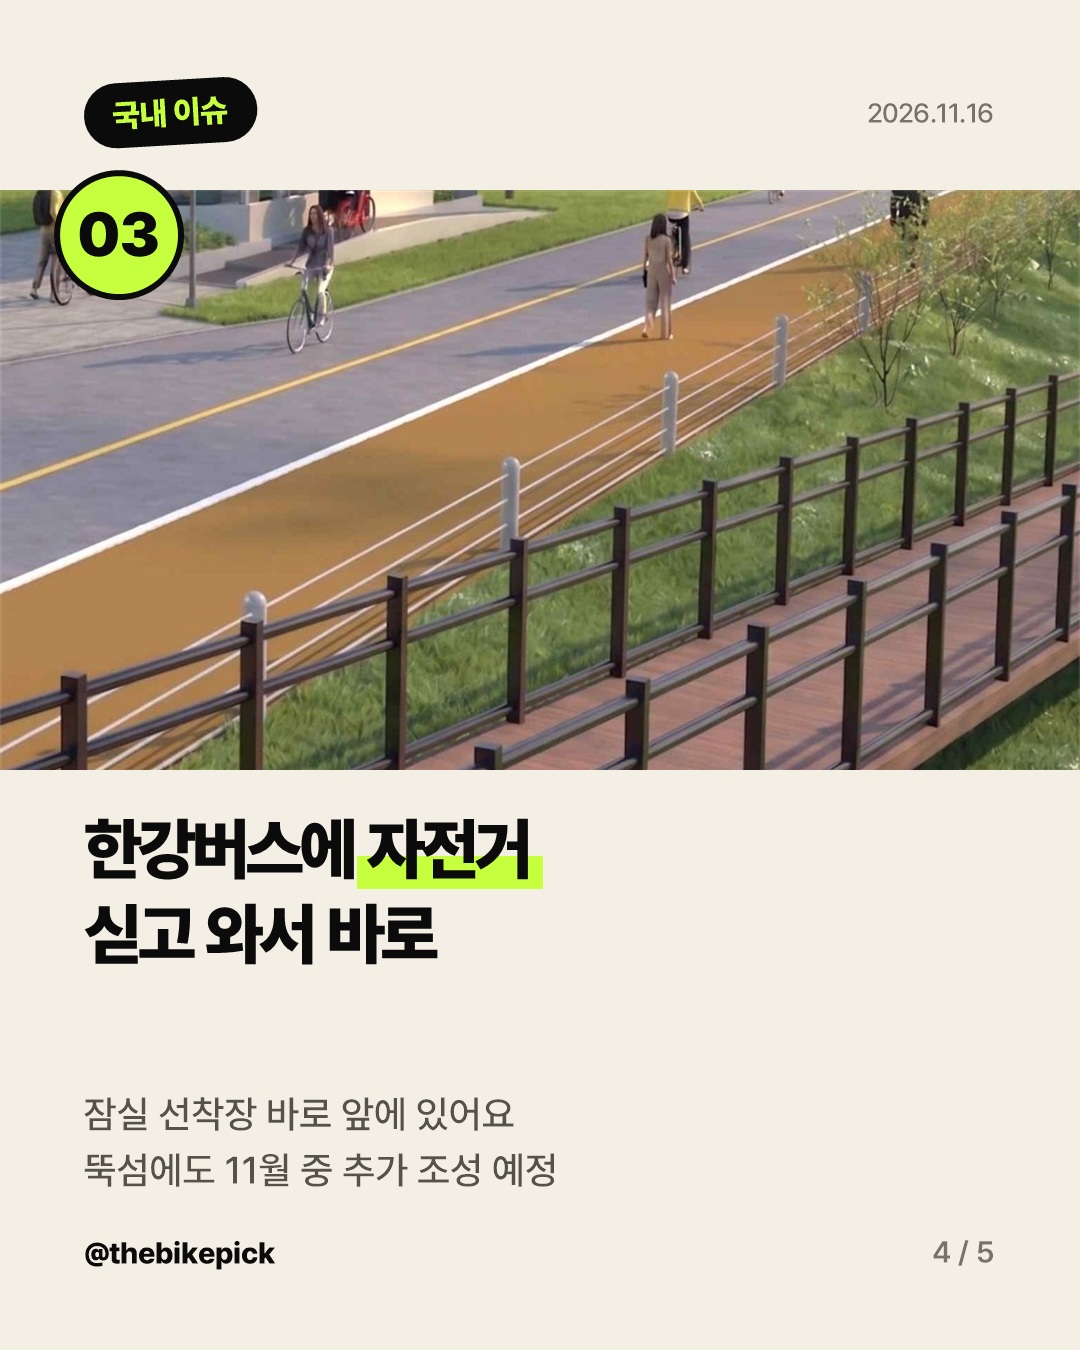 국내 이슈
2026.11.16
03
한강버스에 자전거
싣고 와서 바로
잠실 선착장 바로 앞에 있어요
뚝섬에도 11월 중 추가 조성 예정
@thebikepick
4 / 5